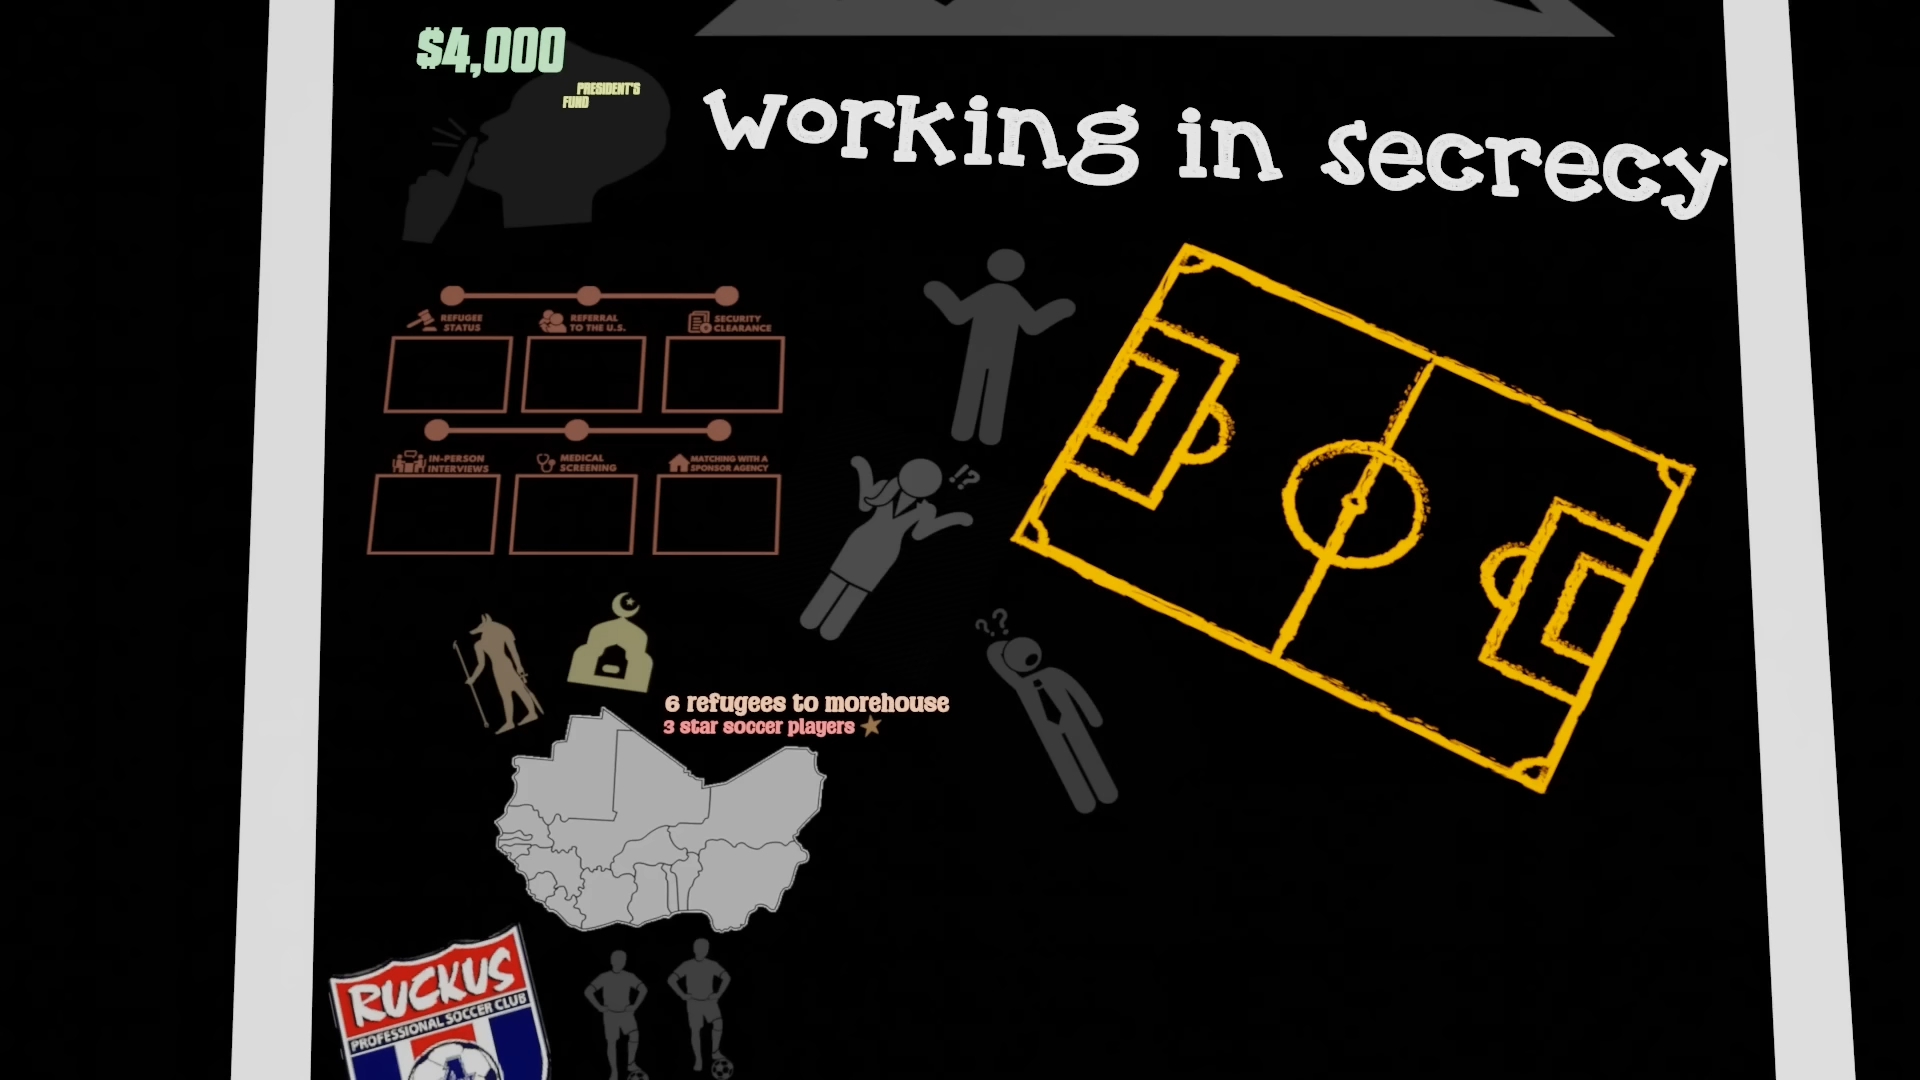 $4,000
PRESIDENT'S
FUND
working in secrecy
REFUGEE
STATUS
REFERRAL
TO THE U.S.
SECURITY
CLEARANCE
IN-PERSON
INTERVIEWS
MEDICAL
SCREENING
MATCHING WITH A
SPONSOR AGENCY
!?
??
6 refugees to morehouse
3 star soccer players
RUCKUS
PROFESSIONAL SOCCER CLUB
A